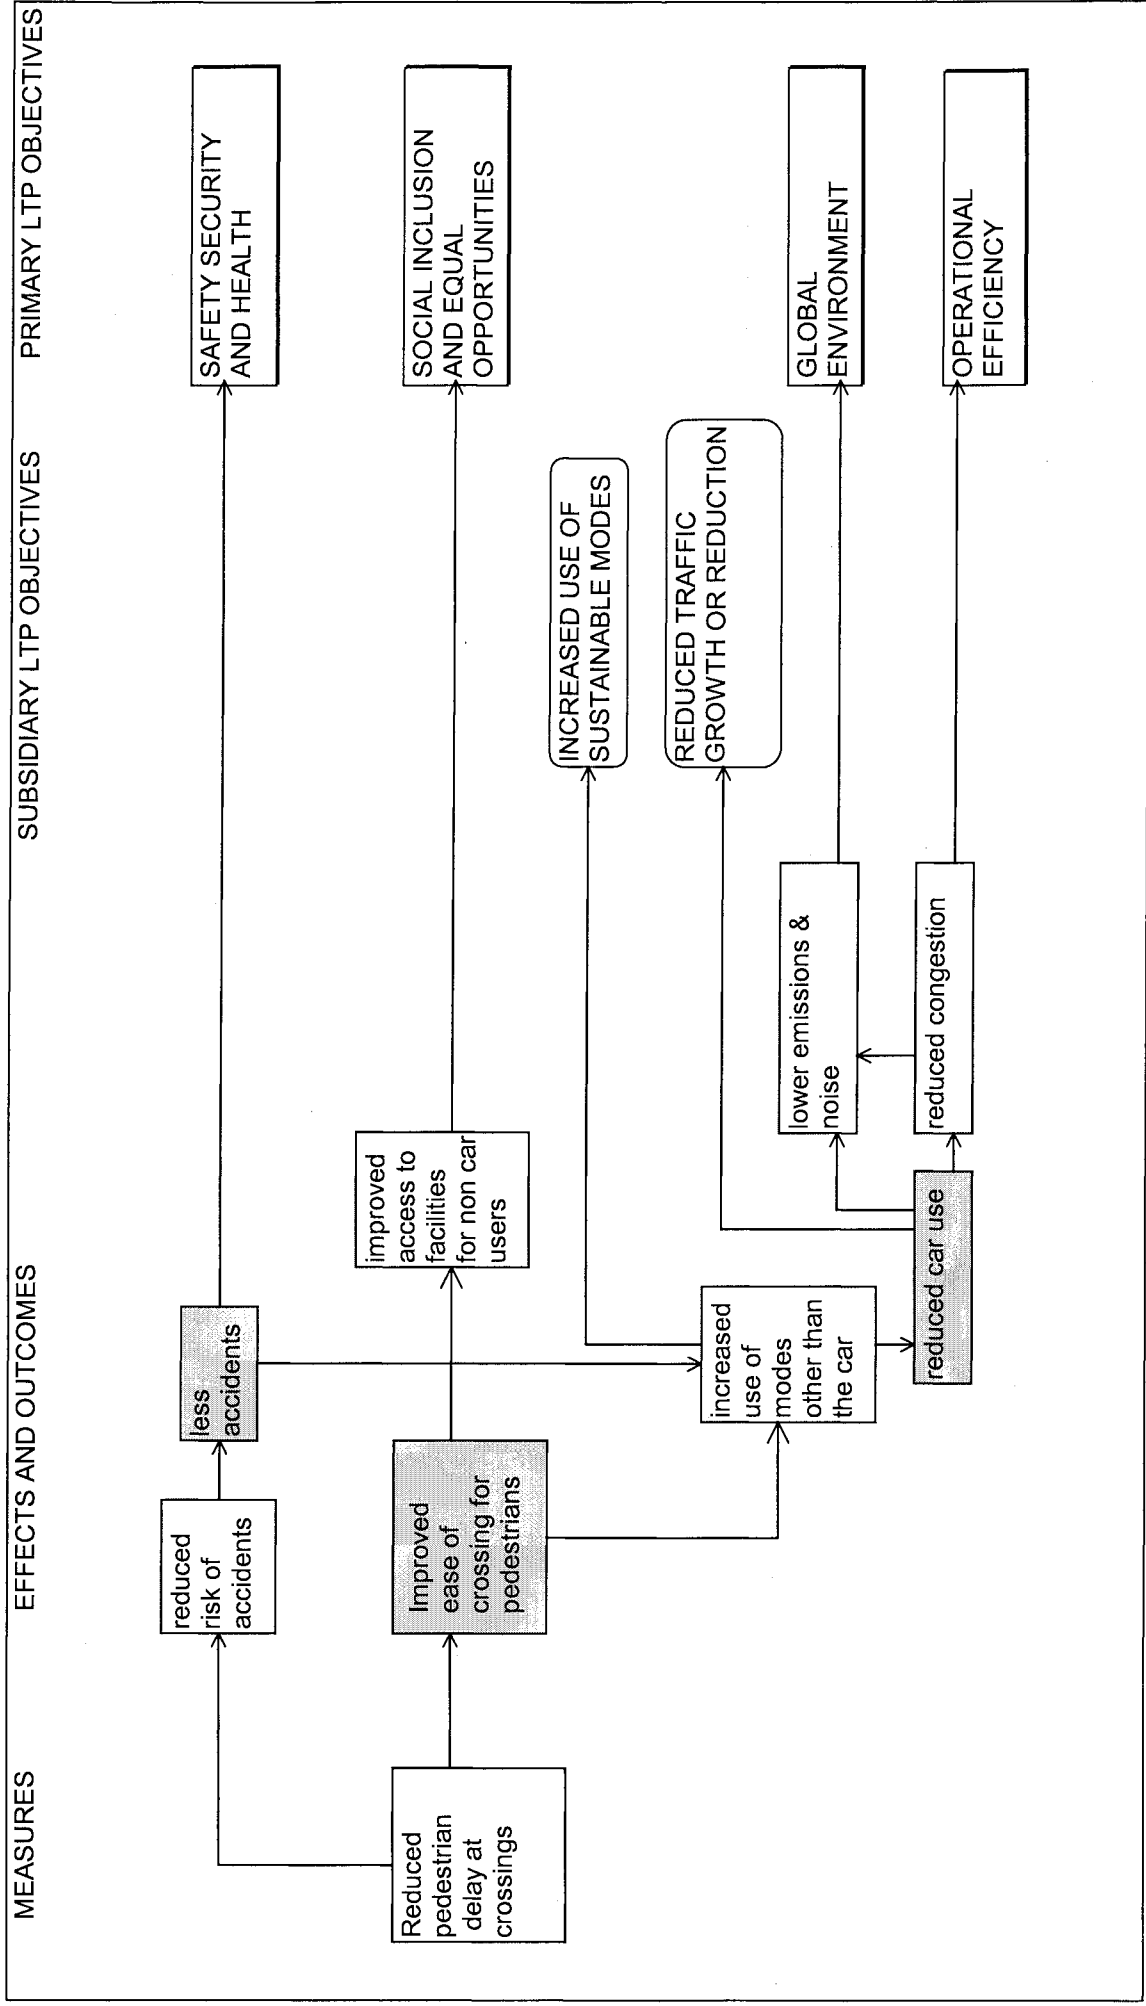 MEASURES
EFFECTS AND OUTCOMES
SUBSIDIARY LTP OBJECTIVES
PRIMARY LTP OBJECTIVES
reduced
risk of
accidents
less
accidents
SAFETY SECURITY
AND HEALTH
Reduced
pedestrian
delay at
crossings
Improved
ease of
crossing for
pedestrians
improved
access to
facilities
for non car
users
SOCIAL INCLUSION
AND EQUAL
OPPORTUNITIES
INCREASED USE OF
SUSTAINABLE MODES
increased
use of
modes
other than
the car
REDUCED TRAFFIC
GROWTH OR REDUCTION
lower emissions &
noise
GLOBAL
ENVIRONMENT
reduced car use
reduced congestion
OPERATIONAL
EFFICIENCY